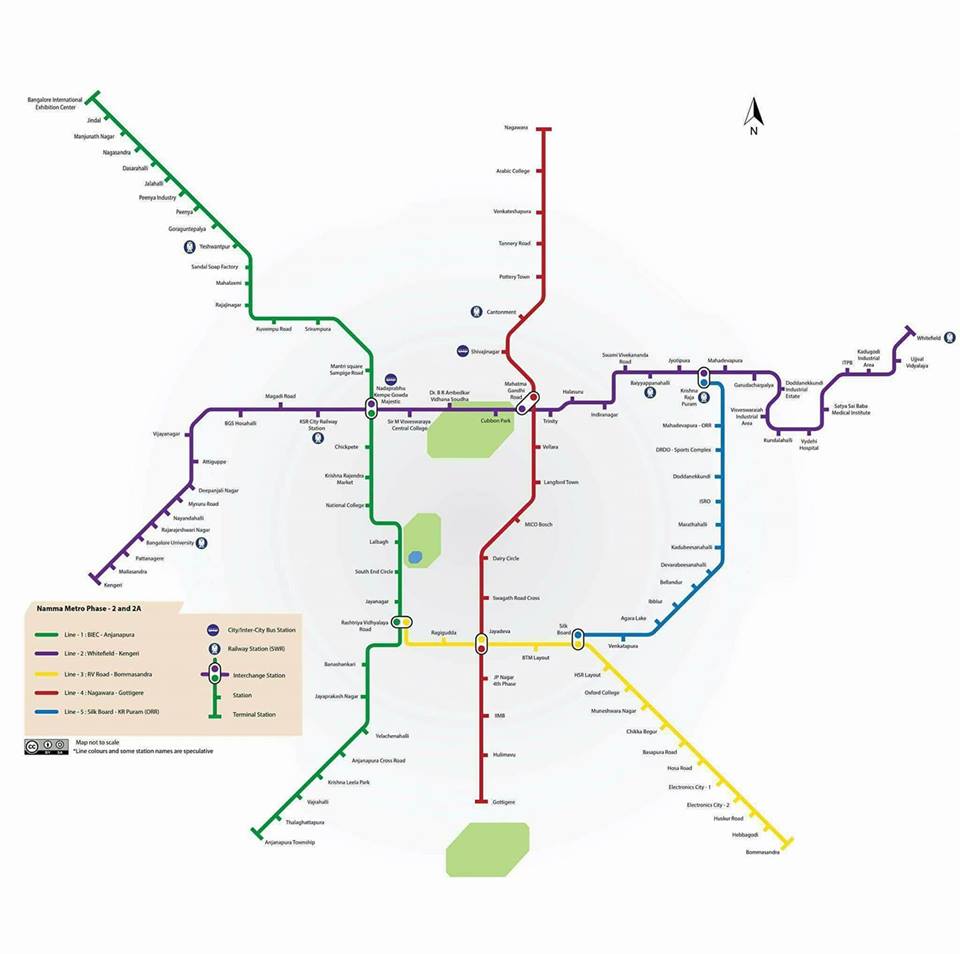 Bangalore International
Exhibition Center
Jindal
Manjunath Nagar
Nagasandra
Dasarahalli
Jalahalli
Peenya Industry
Peenya
Goraguntepalya
Yeshwantpur
Sandal Soap Factory
Mahalaxmi
Rajajinagar
Kuvempu Road
Srirampura
Mantri square
Sampige Road
Nadaprabhu
Kempe Gowda
Majestic
Chickpete
Krishna Rajendra
Market
National College
Lalbagh
South End Circle
Jayanagar
Rashtriya Vidhyalaya
Road
Banashankari
Jayaprakash Nagar
Yelachenahalli
Anjanapura Cross Road
Krishna Leela Park
Vajrahalli
Thalaghattapura
Anjanapura Township
Nagawara
Arabic College
Venkateshapura
Tannery Road
Pottery Town
Cantonment
Shivajinagar
Mahatma
Gandhi
Road
Vellara
Langford Town
MICO Bosch
Dairy Circle
Swagath Road Cross
Jayadeva
JP Nagar
4th Phase
IIMB
Hulimavu
Gottigere
N
Whitefield
Ujjval
Vidhyalaya
Kadugodi
Industrial
Area
ITPB
Satya Sai Baba
Medical Institute
Vydehi
Hospital
Kundalahalli
Visweswaraiah
Industrial
Area
Doddanekkundi
Industrial
Estate
Garudacharpalya
Mahadevapura
Krishna
Raja
Puram
Jyotipura
Baiyyappanahalli
Swami Vivekananda
Road
Indiranagar
Halasuru
Trinity
Cubbon Park
Dr. B R Ambedkar
Vidhana Soudha
Sir M Visveswaraya
Central College
KSR City Railway
Station
Magadi Road
BGS Hosahalli
Vijayanagar
Attiguppe
Deepanjali Nagar
Mysuru Road
Nayandahalli
Rajarajeshwari Nagar
Bangalore University
Pattanagere
Mallasandra
Kengeri
Mahadevapura - ORR
DRDO - Sports Complex
Doddanekkundi
ISRO
Marathahalli
Kadubeesanahalli
Devarabeesanahalli
Bellandur
Ibblur
Agara Lake
Venkatapura
Silk
Board
Ragigudda
BTM Layout
HSR Layout
Oxford College
Muneshwara Nagar
Chikka Begur
Basapura Road
Hosa Road
Electronics City - 1
Electronics City - 2
Huskur Road
Hebbagodi
Bommasandra
Namma Metro Phase - 2 and 2A
Line - 1 : BIEC - Anjanapura
Line - 2 : Whitefield - Kengeri
Line - 3 : RV Road - Bommasandra
Line - 4 : Nagawara - Gottigere
Line - 5 : Silk Board - KR Puram (ORR)
City/Inter-City Bus Station
Railway Station (SWR)
Interchange Station
Station
Terminal Station
cc
BY SA
Map not to scale
*Line colours and some station names are speculative